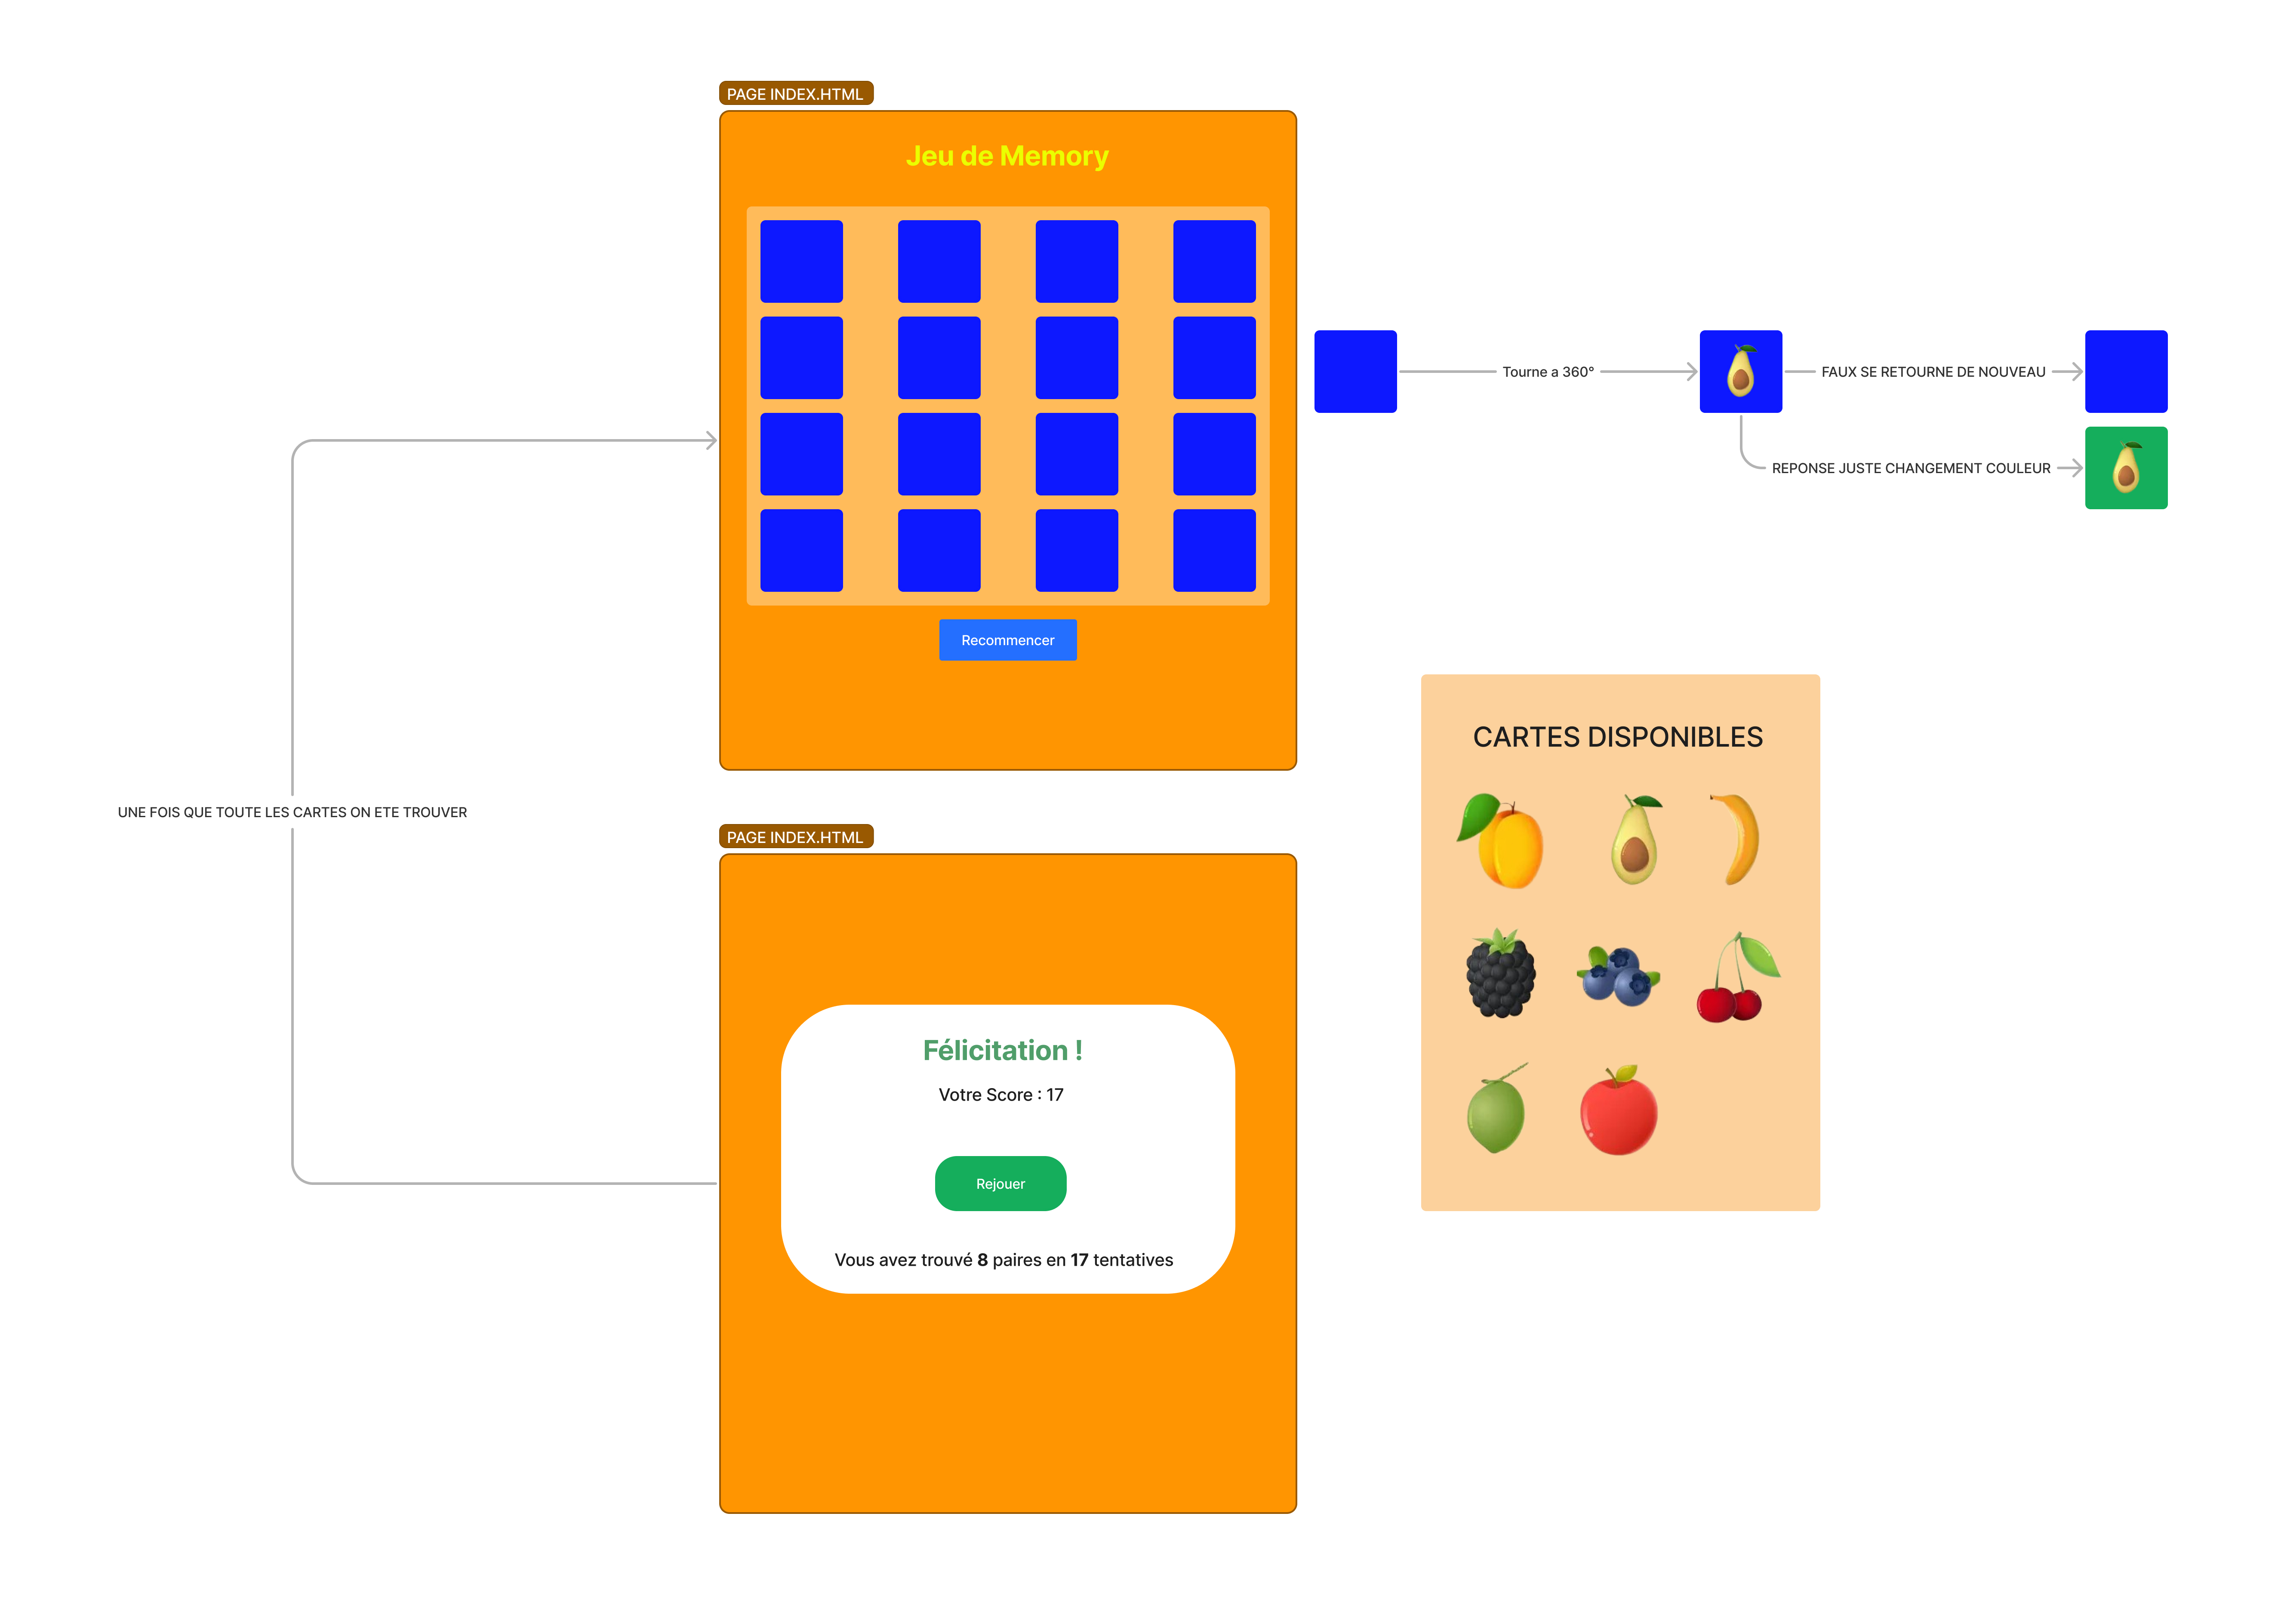 PAGE INDEX.HTML
Jeu de Memory
Tourne a 360°
FAUX SE RETOURNE DE NOUVEAU
REPONSE JUSTE CHANGEMENT COULEUR
Recommencer
CARTES DISPONIBLES
UNE FOIS QUE TOUTE LES CARTES ON ETE TROUVER
PAGE INDEX.HTML
Félicitation !
Votre Score : 17
Rejouer
Vous avez trouvé 8 paires en 17 tentatives